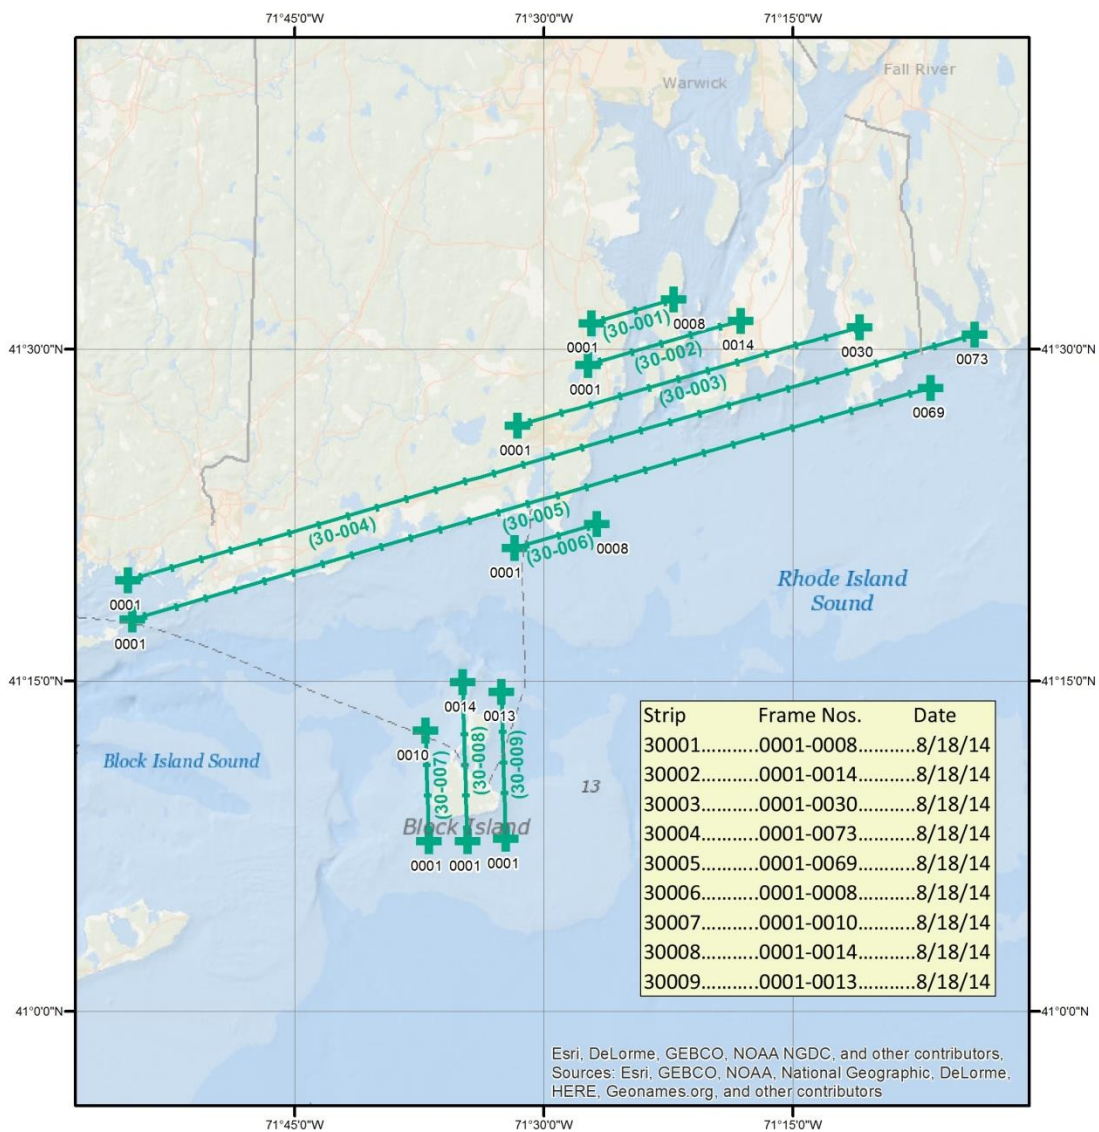 71°45'0"W
71°30'0"W
71°15'0"W
Warwick
Fall River
(30-001)
0008
0001
(30-002)
0014
0030
0073
41°30'0"N
41°30'0"N
0001
(30-003)
0069
0001
(30-004)
(30-005)
0008
(30-006)
0001
0001
0001
Rhode Island
Sound
41°15'0"N
41°15'0"N
0014
0013
0010
(30-007)
(30-008)
(30-009)
Block Island Sound
13
Block Island
0001
0001
0001
Strip Frame Nos. Date
30001...........0001-0008...........8/18/14
30002...........0001-0014...........8/18/14
30003...........0001-0030...........8/18/14
30004...........0001-0073...........8/18/14
30005...........0001-0069...........8/18/14
30006...........0001-0008...........8/18/14
30007...........0001-0010...........8/18/14
30008...........0001-0014...........8/18/14
30009...........0001-0013...........8/18/14
41°0'0"N
41°0'0"N
Esri, DeLorme, GEBCO, NOAA NGDC, and other contributors,
Sources: Esri, GEBCO, NOAA, National Geographic, DeLorme,
HERE, Geonames.org, and other contributors
71°45'0"W
71°30'0"W
71°15'0"W